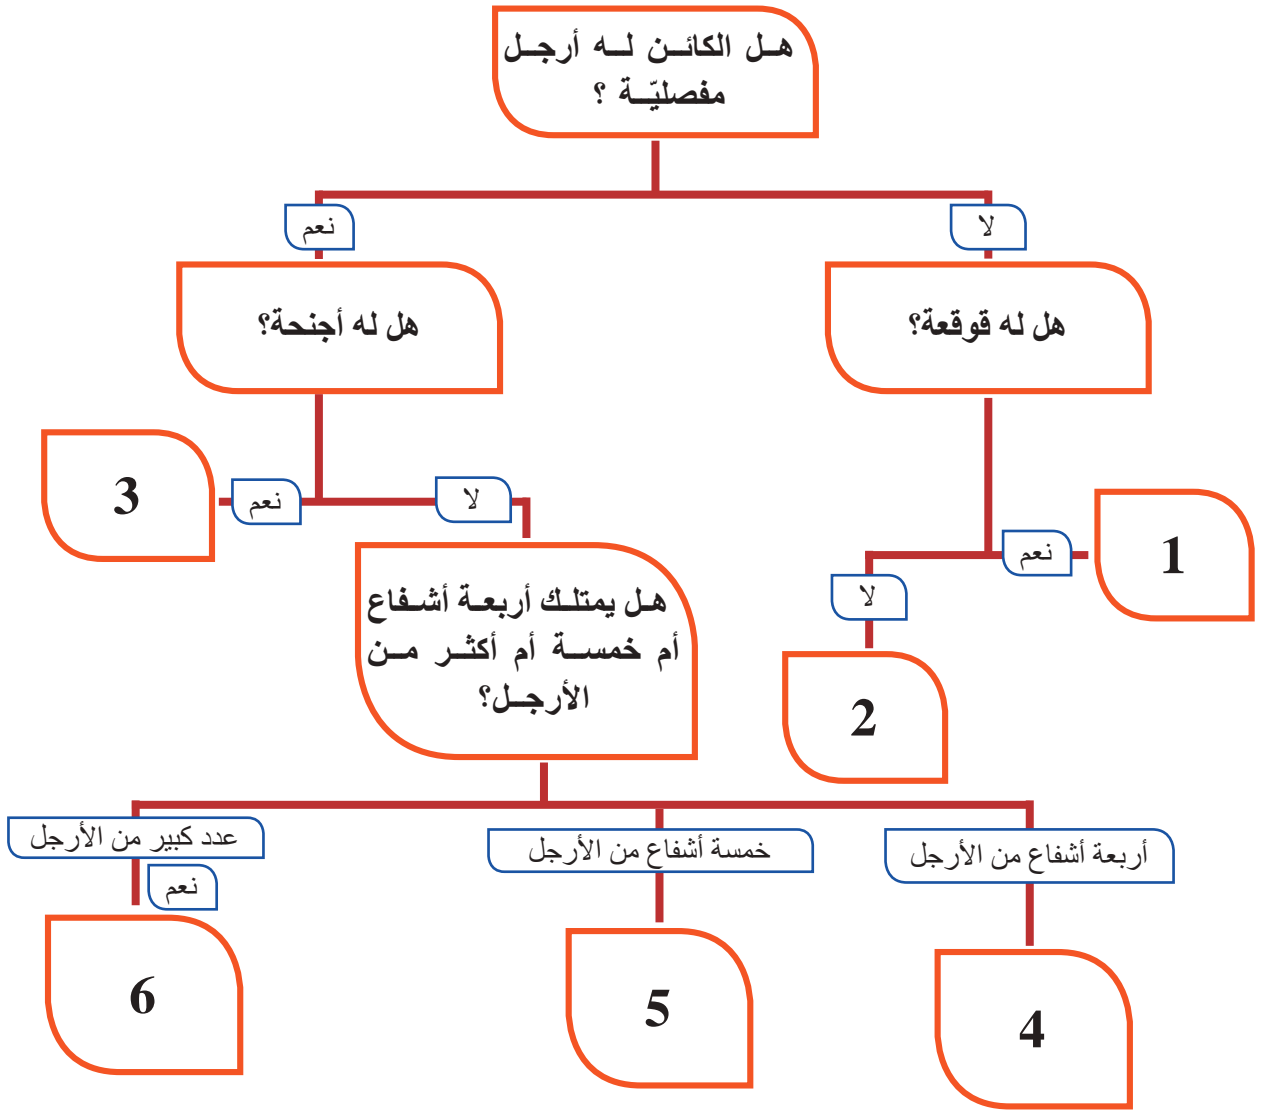 هل الكائن له أرجل
مفصليّة ؟
لا
نعم
هل له قوقعة؟
هل له أجنحة؟
3
نعم
لا
نعم
1
لا
2
هل يمتلك أربعة أشفاع
أم خمسة أم أكثر من
الأرجل؟
أربعة أشفاع من الأرجل
خمسة أشفاع من الأرجل
عدد كبير من الأرجل
نعم
4
5
6